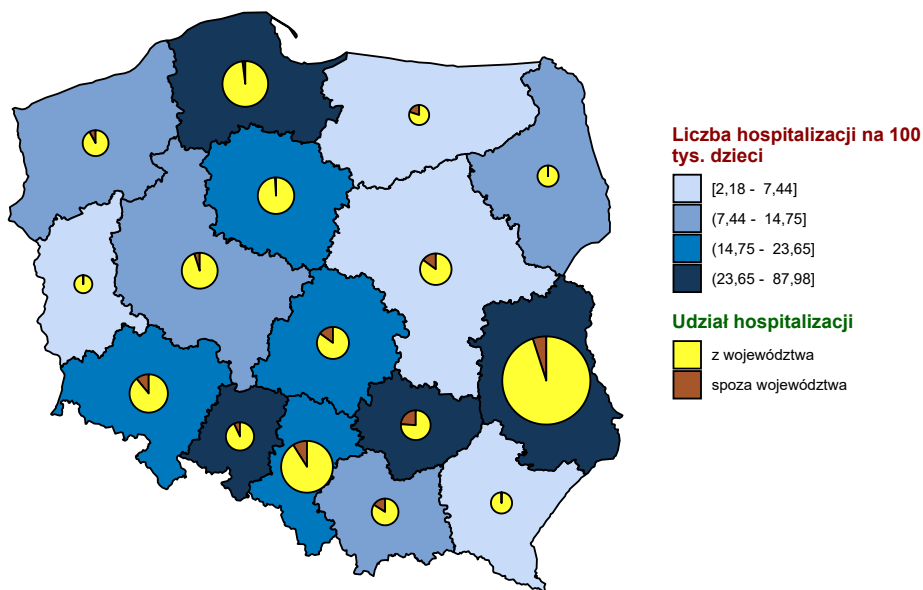 Liczba hospitalizacji na 100
tys. dzieci
[2,18 - 7,44]
(7,44 - 14,75]
(14,75 - 23,65]
(23,65 - 87,98]
Udział hospitalizacji
z województwa
spoza województwa